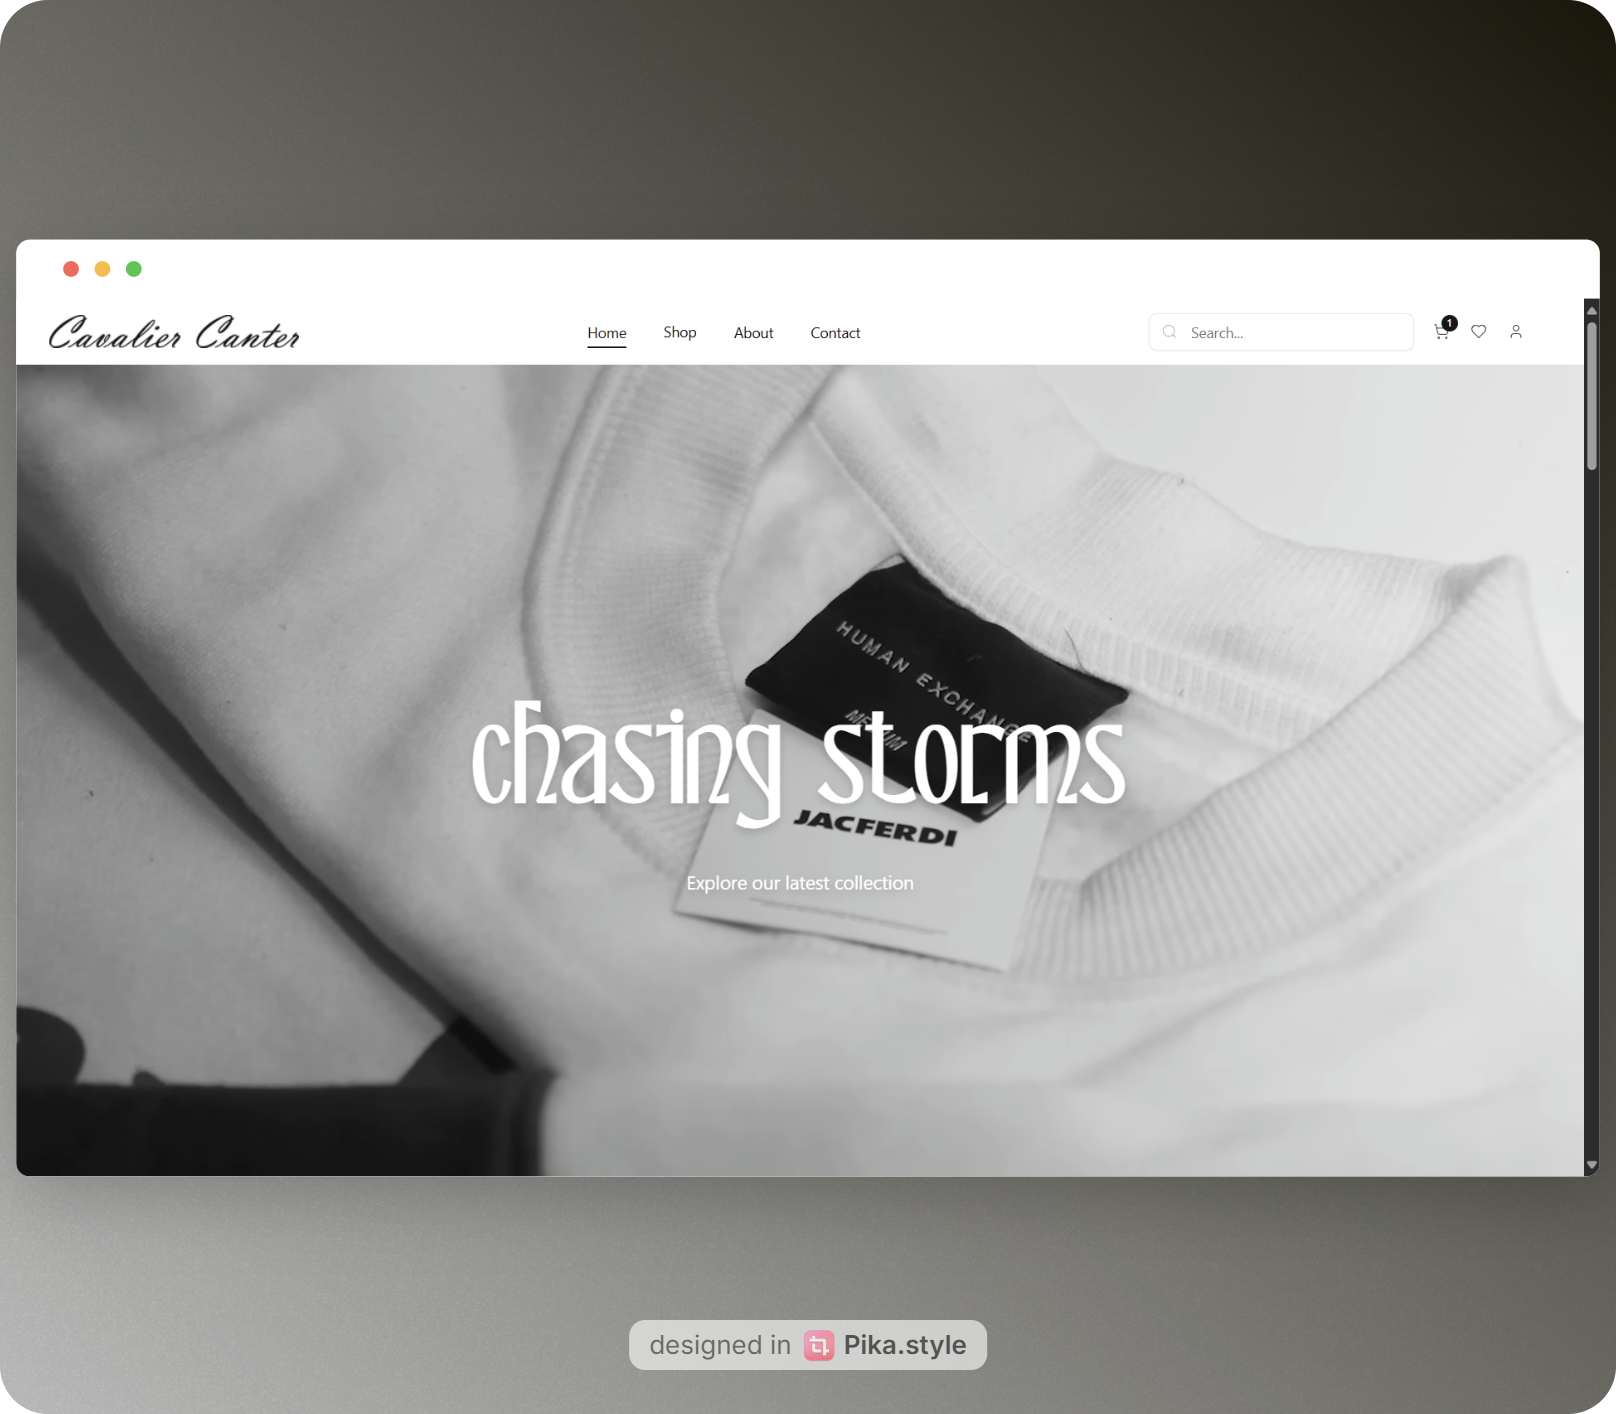 Cavalier Canter
Home Shop About Contact
Search...
1
HUMAN EXCHANGE
MEDIUM
chasing storms
JACFERDI
Explore our latest collection
designed in Pika.style